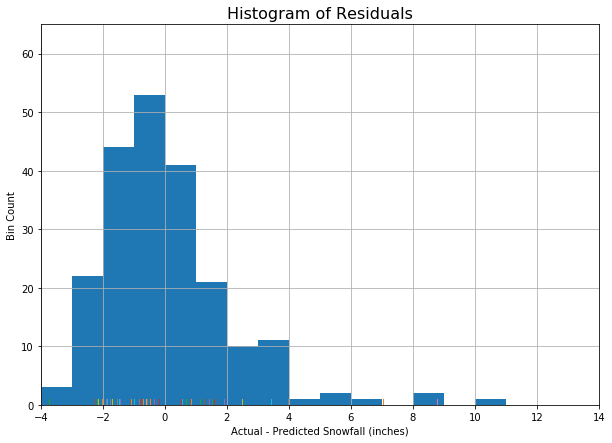 Histogram of Residuals
60
50
40
30
20
10
0
Bin Count
−4 −2 0 2 4 6 8 10 12 14
Actual - Predicted Snowfall (inches)